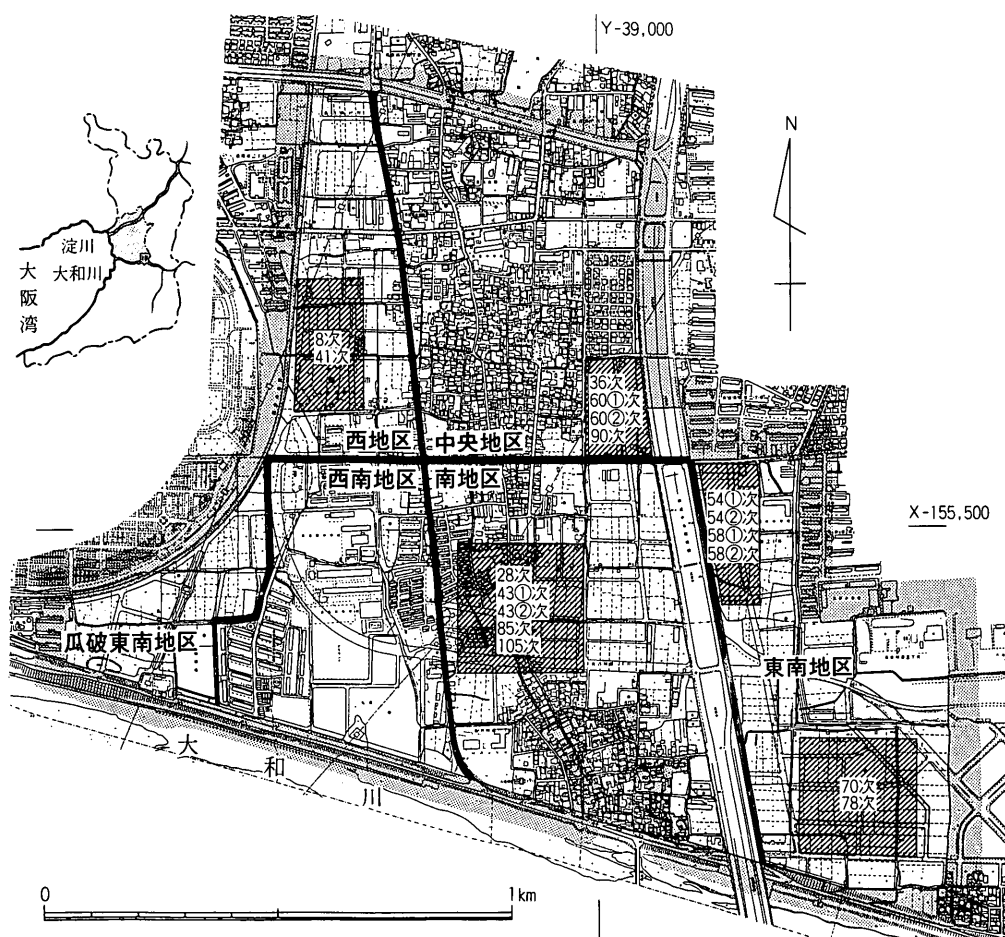 Y-39,000
N
淀川
大和川
大阪湾
8次
41次
36次
60①次
60②次
90次
西地区
中央地区
西南地区
南地区
54①次
54②次
58①次
58②次
X-155,500
28次
43①次
43②次
85次
105次
瓜破東南地区
東南地区
大和川
70次
78次
0
1km